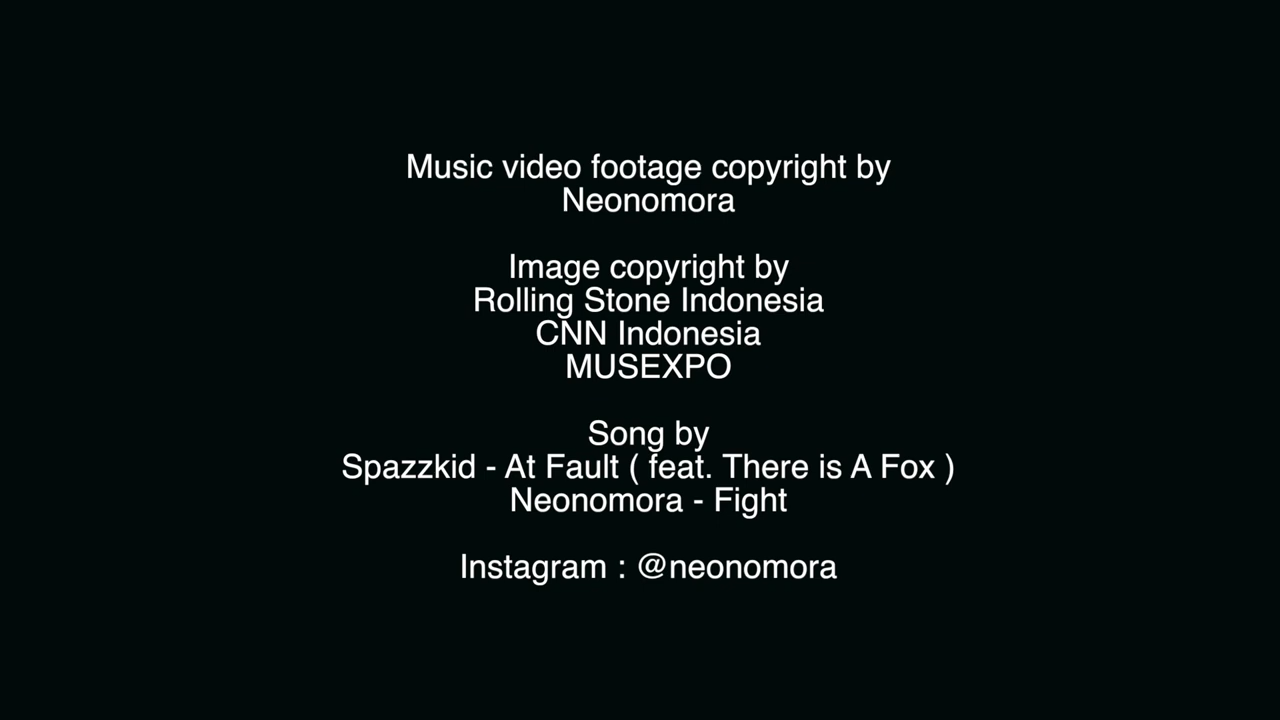 Music video footage copyright by
Neonomora
Image copyright by
Rolling Stone Indonesia
CNN Indonesia
MUSEXPO
Song by
Spazzkid - At Fault ( feat. There is A Fox )
Neonomora - Fight
Instagram : @neonomora